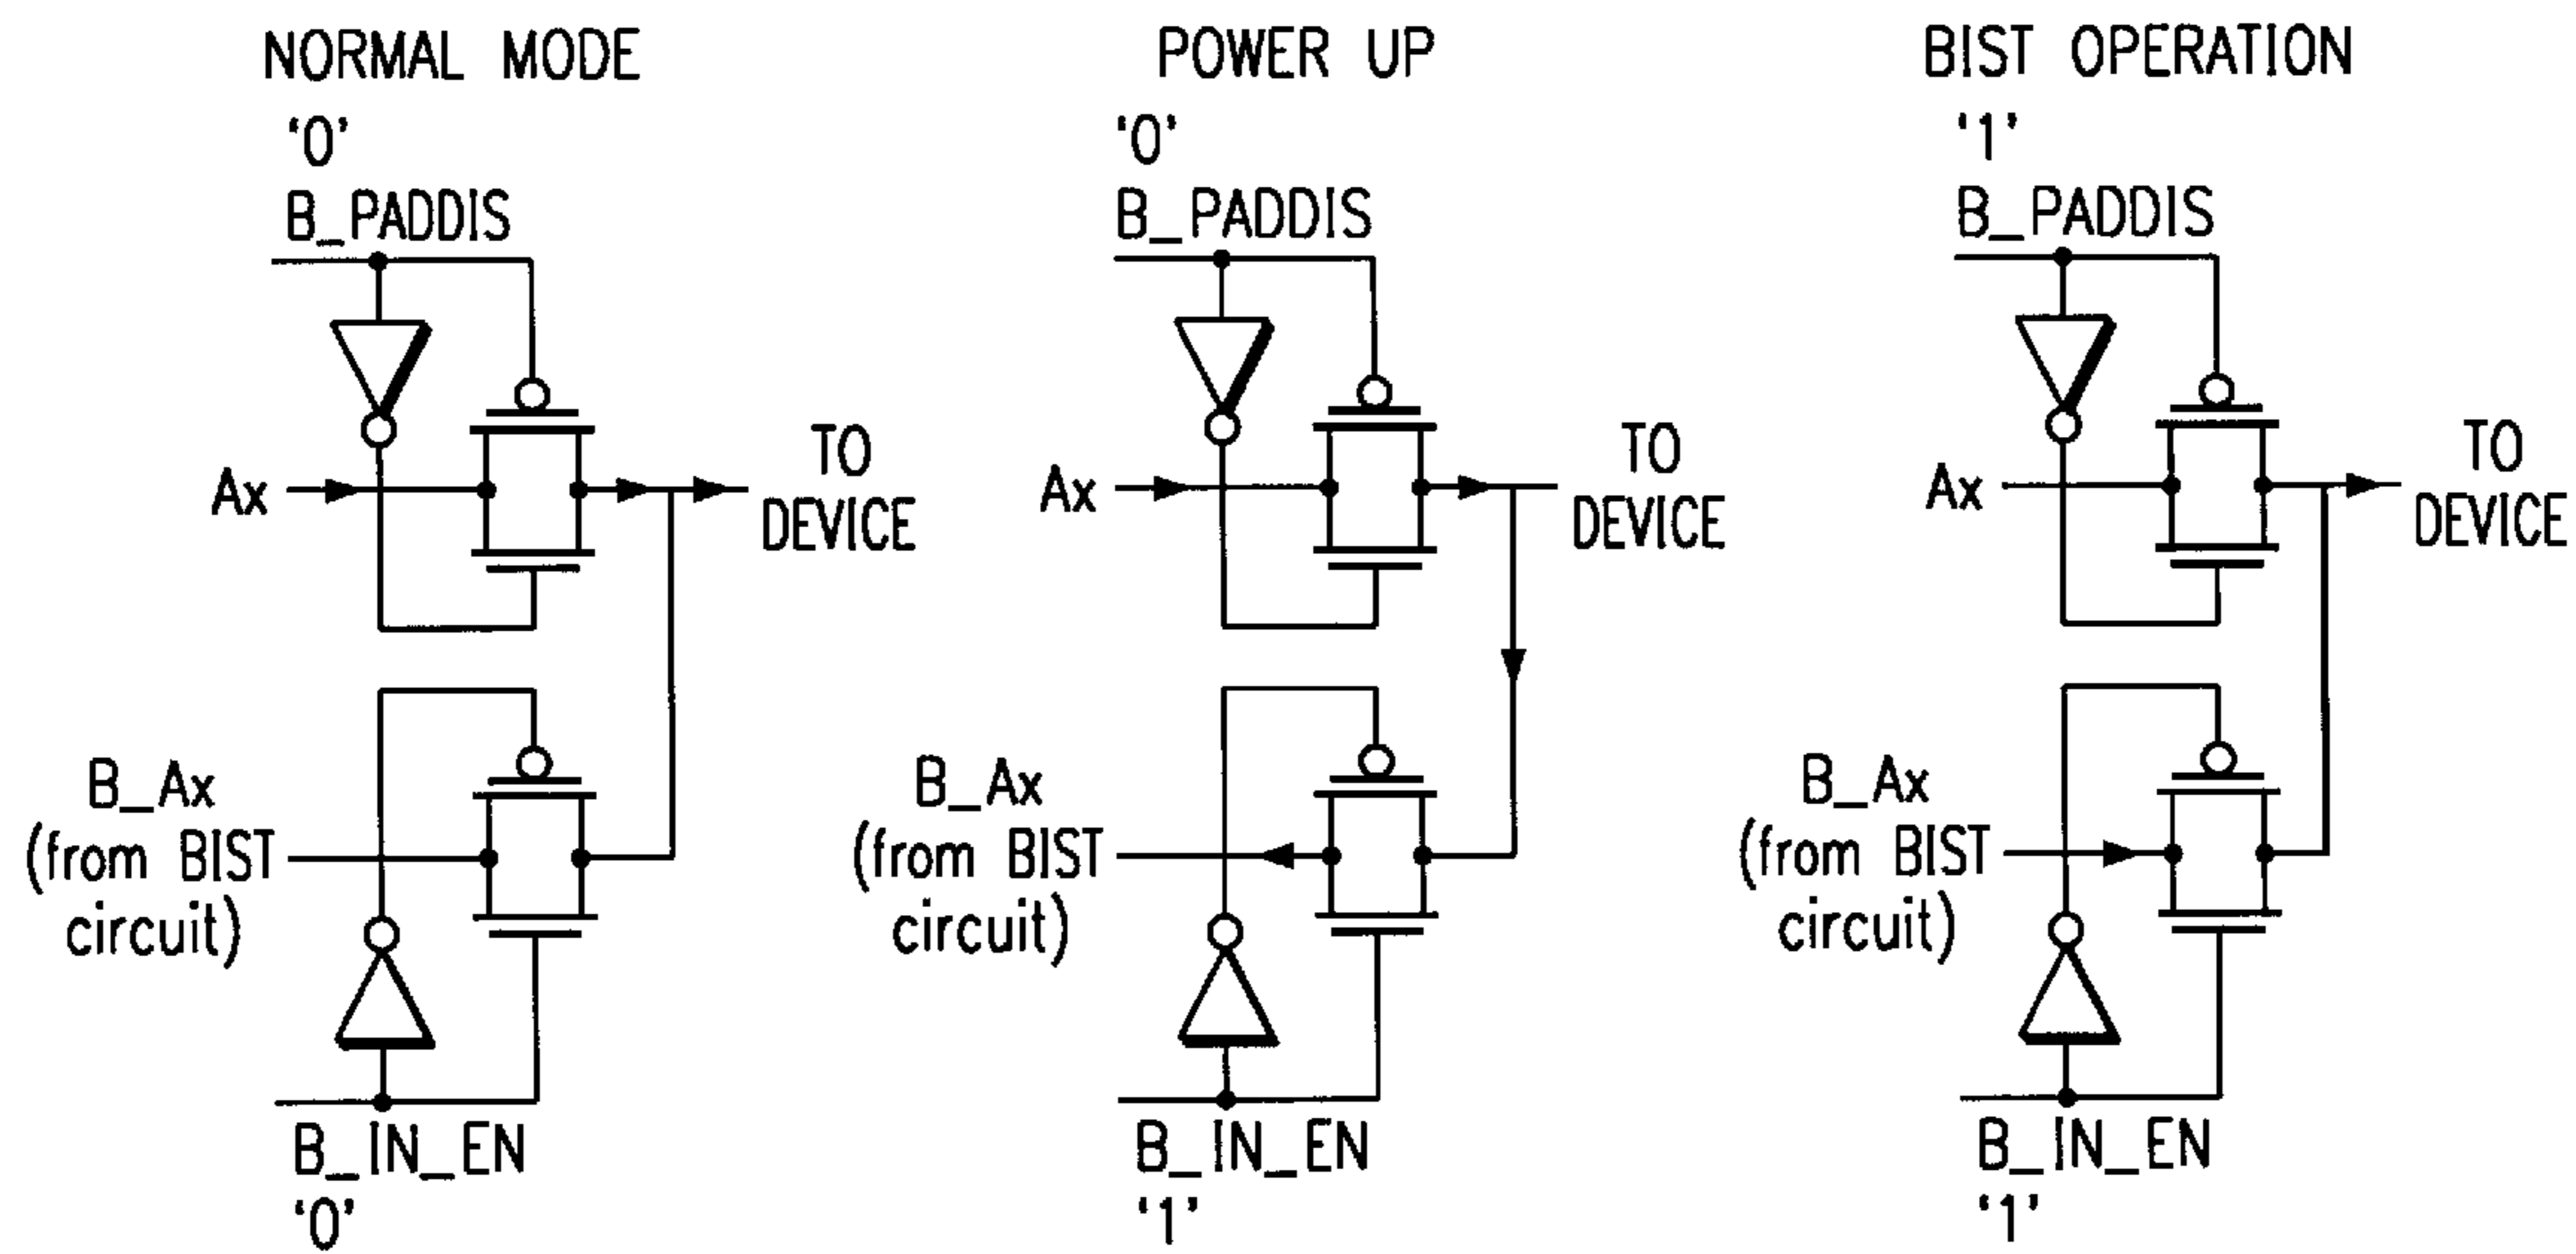 NORMAL MODE
'0'
B_PADDIS
Ax
TO
DEVICE
B_Ax
(from BIST
circuit)
B_IN_EN
'0'
POWER UP
'0'
B_PADDIS
Ax
TO
DEVICE
B_Ax
(from BIST
circuit)
B_IN_EN
'1'
BIST OPERATION
'1'
B_PADDIS
Ax
TO
DEVICE
B_Ax
(from BIST
circuit)
B_IN_EN
'1'